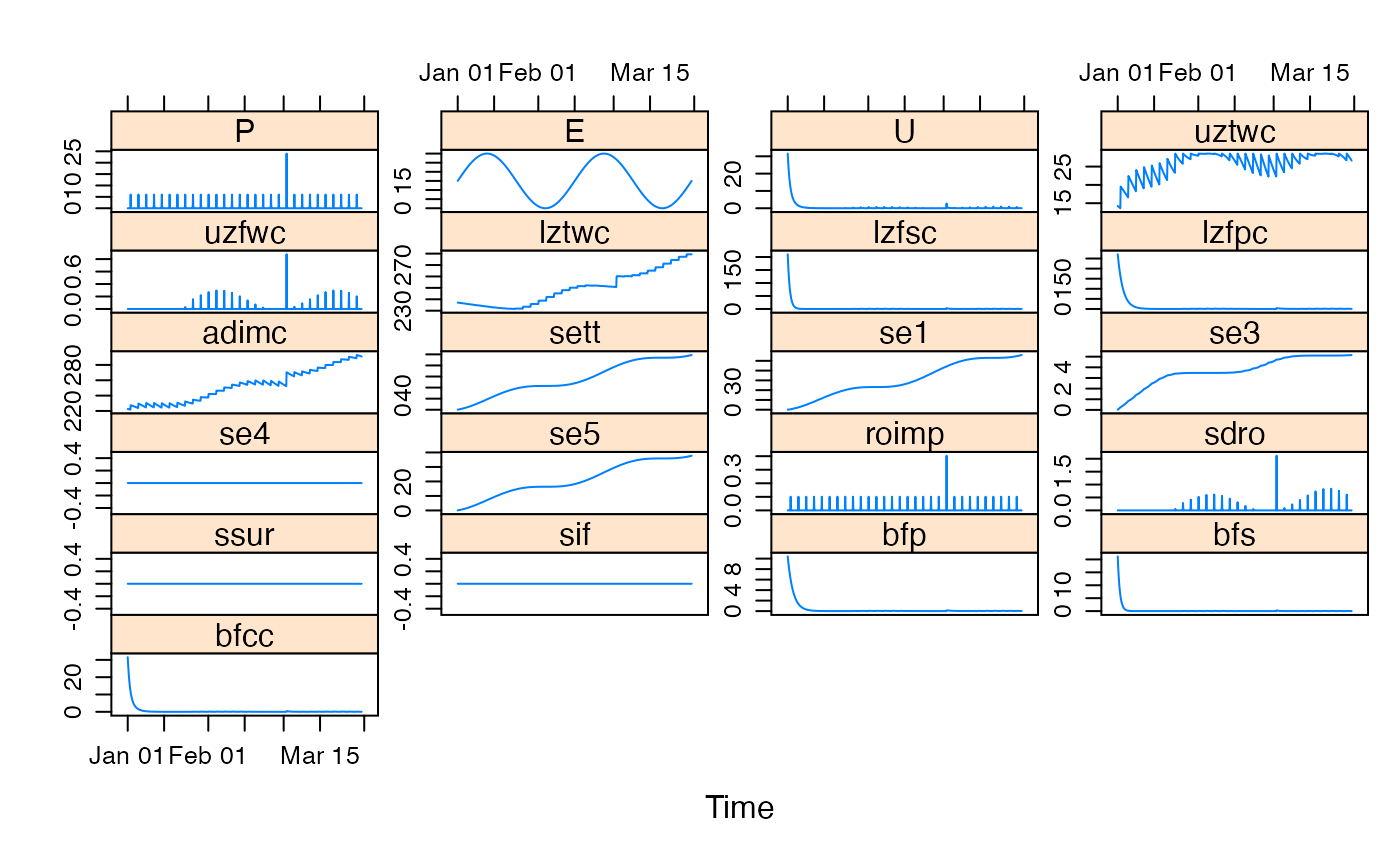 Jan 01 Feb 01 Mar 15 Jan 01 Feb 01 Mar 15
P E U uztwc
0 10 25 0 15 0 20 15 25
uzfwc lztwc lzfsc lzfpc
0.0 0.6 230 270 0 150 0 150
adimc sett se1 se3
220 280 0 40 0 30 0 2 4
se4 se5 roimp sdro
-0.4 0.4 0 20 0.0 0.3 0.0 1.5
ssur sif bfp bfs
-0.4 0.4 -0.4 0.4 0 4 8 0 10
bfcc
0 20
Jan 01 Feb 01 Mar 15
Time